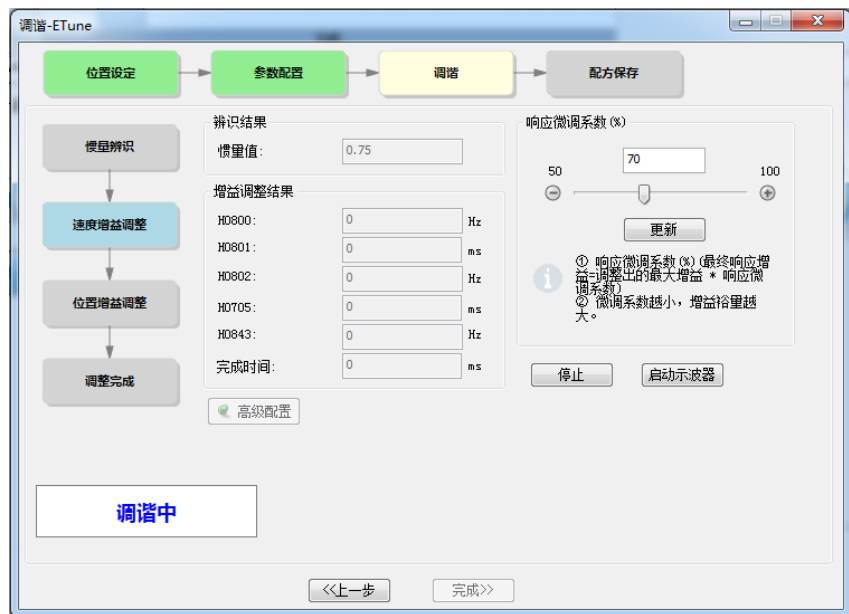 调谐-ETune
位置设定
参数配置
调谐
配方保存
惯量辨识
速度增益调整
位置增益调整
调整完成
辨识结果
惯量值:
0.75
增益调整结果
H0800:
0
Hz
H0801:
0
ms
H0802:
0
Hz
H0705:
0
ms
H0843:
0
Hz
完成时间:
0
ms
高级配置
响应微调系数(%)
50
70
100
更新
① 响应微调系数(%)(最终响应增
益=调整出的最大增益 * 响应微
调系数)
② 微调系数越小，增益裕量越
大。
停止
启动示波器
调谐中
<<上一步
完成>>